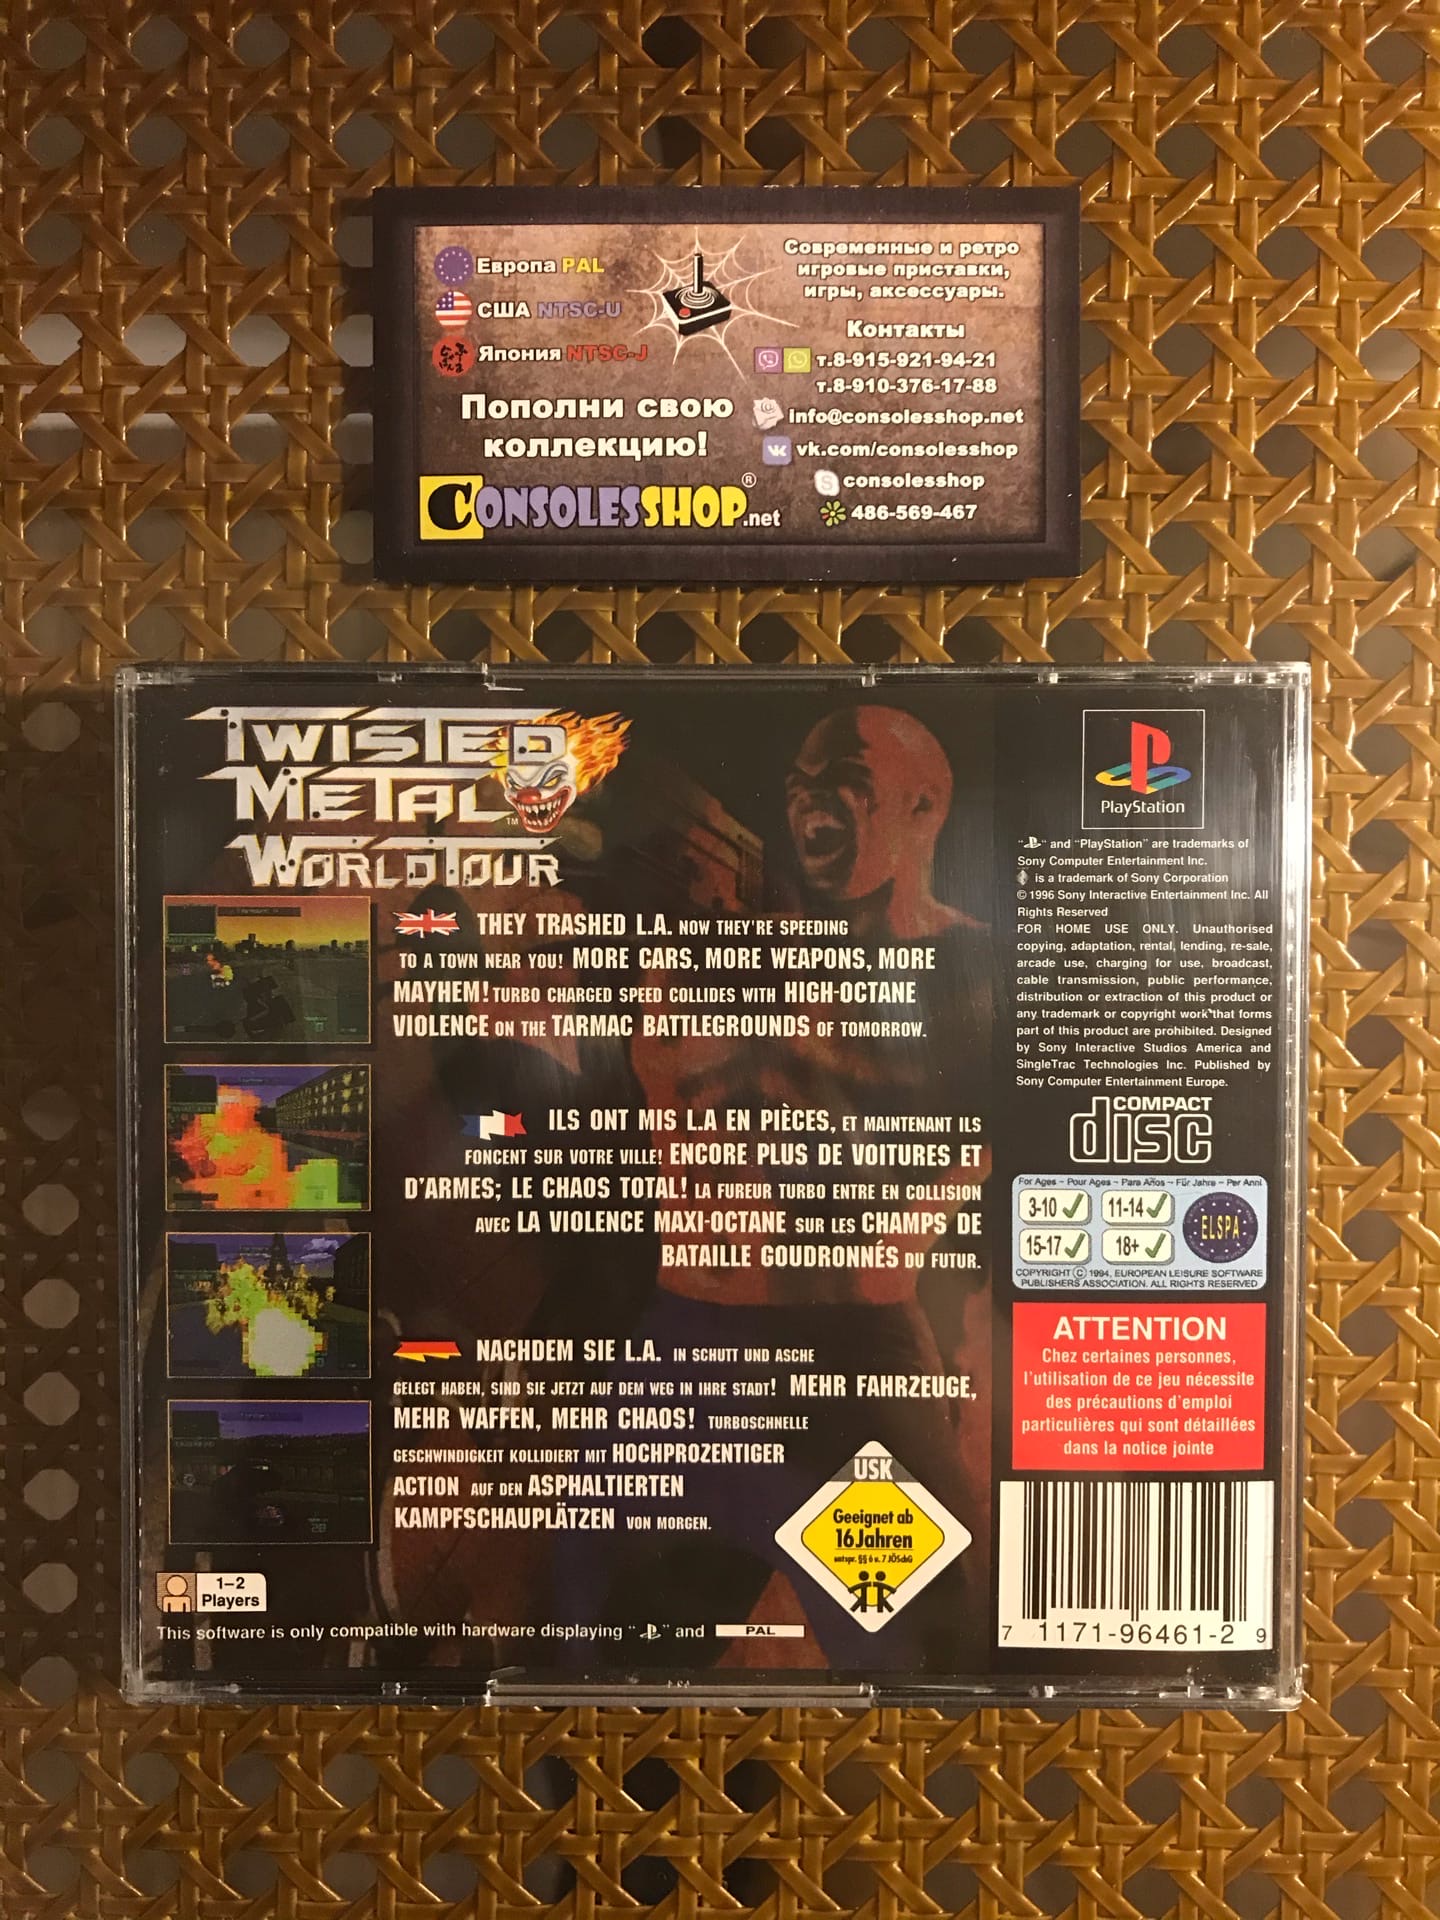 Европа PAL
США NTSC-U
Япония NTSC-J
Пополни свою
коллекцию!
CONSOLESSHOP.net
®
Современные и ретро
игровые приставки,
игры, аксессуары.
Контакты
т.8-915-921-94-21
т.8-910-376-17-88
info@consolesshop.net
vk.com/consolesshop
consolesshop
486-569-467
TWISTED
METAL
TM
WORLD TOUR
THEY TRASHED L.A. NOW THEY'RE SPEEDING
TO A TOWN NEAR YOU! MORE CARS, MORE WEAPONS, MORE
MAYHEM! TURBO CHARGED SPEED COLLIDES WITH HIGH-OCTANE
VIOLENCE ON THE TARMAC BATTLEGROUNDS OF TOMORROW.
ILS ONT MIS L.A EN PIÈCES, ET MAINTENANT ILS
FONCENT SUR VOTRE VILLE! ENCORE PLUS DE VOITURES ET
D'ARMES; LE CHAOS TOTAL! LA FUREUR TURBO ENTRE EN COLLISION
AVEC LA VIOLENCE MAXI-OCTANE SUR LES CHAMPS DE
BATAILLE GOUDRONNÉS DU FUTUR.
NACHDEM SIE L.A. IN SCHUTT UND ASCHE
GELEGT HABEN, SIND SIE JETZT AUF DEM WEG IN IHRE STADT! MEHR FAHRZEUGE,
MEHR WAFFEN, MEHR CHAOS! TURBOSCHNELLE
GESCHWINDIGKEIT KOLLIDIERT MIT HOCHPROZENTIGER
ACTION AUF DEN ASPHALTIERTEN
KAMPFSCHAUPLÄTZEN VON MORGEN.
USK
Geeignet ab
16 Jahren
entspr. §§ 6 u. 7 JÖSchG
1-2
Players
This software is only compatible with hardware displaying " " and PAL
PlayStation
" " and "PlayStation" are trademarks of
Sony Computer Entertainment Inc.
is a trademark of Sony Corporation
© 1996 Sony Interactive Entertainment Inc. All
Rights Reserved
FOR HOME USE ONLY. Unauthorised
copying, adaptation, rental, lending, re-sale,
arcade use, charging for use, broadcast,
cable transmission, public performance,
distribution or extraction of this product or
any trademark or copyright work that forms
part of this product are prohibited. Designed
by Sony Interactive Studios America and
SingleTrac Technologies Inc. Published by
Sony Computer Entertainment Europe.
COMPACT
disc
For Ages - Pour Ages - Para Años - Für Jahre - Per Anni
3-10 11-14
15-17 18+
ELSPA
COPYRIGHT © 1994, EUROPEAN LEISURE SOFTWARE
PUBLISHERS ASSOCIATION. ALL RIGHTS RESERVED
ATTENTION
Chez certaines personnes,
l'utilisation de ce jeu nécessite
des précautions d'emploi
particulières qui sont détaillées
dans la notice jointe
7 1171-96461-2 9